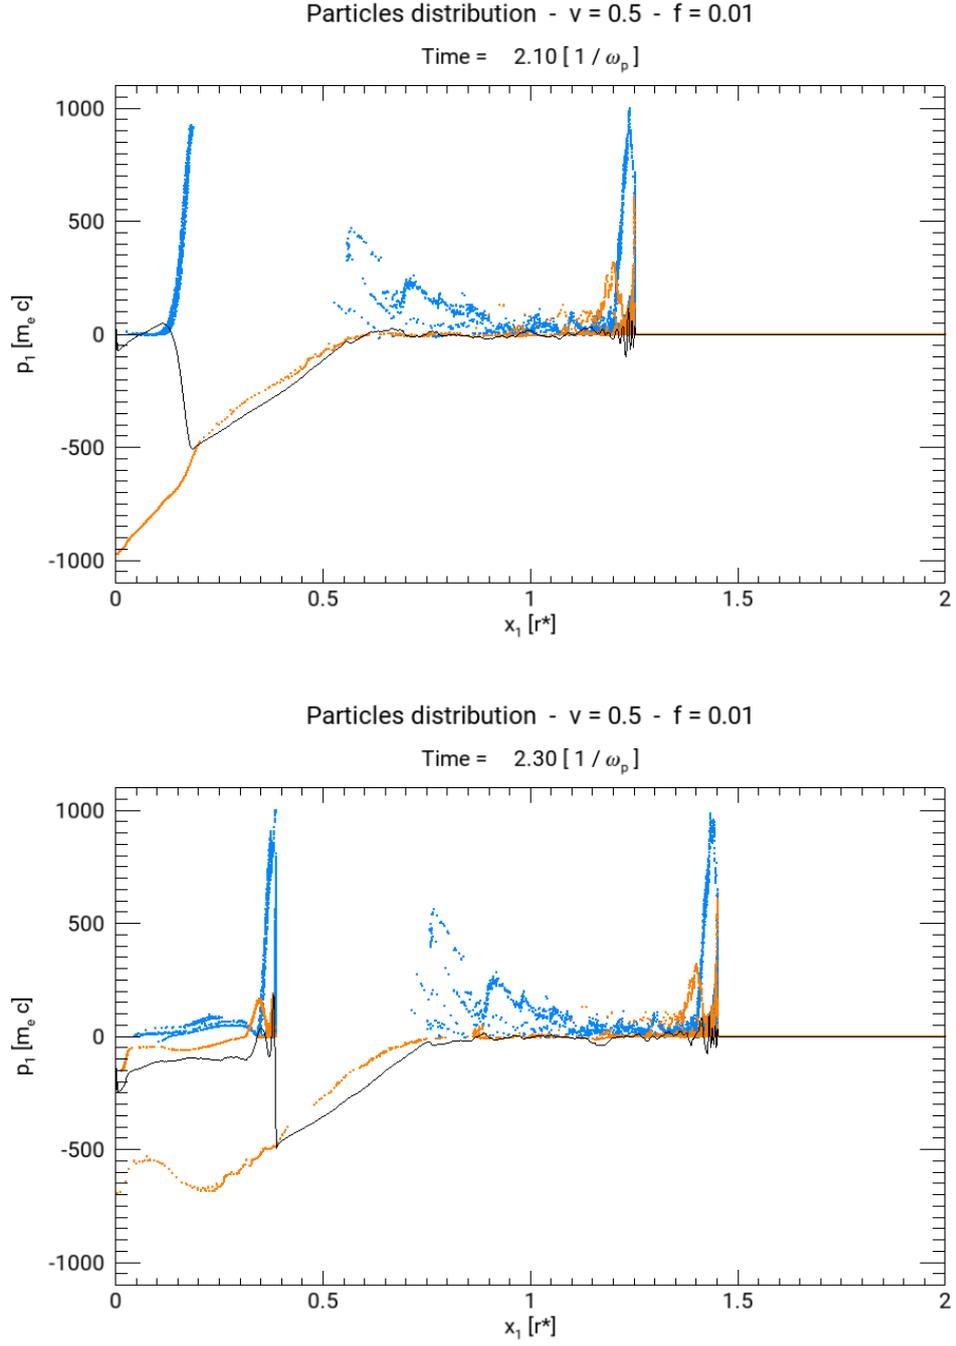 Particles distribution - v = 0.5 - f = 0.01
Time = 2.10 [ 1 / ωₚ ]
1000
500
0
-500
-1000
p₁ [mₑ c]
0 0.5 1 1.5 2
x₁ [r*]
Particles distribution - v = 0.5 - f = 0.01
Time = 2.30 [ 1 / ωₚ ]
1000
500
0
-500
-1000
p₁ [mₑ c]
0 0.5 1 1.5 2
x₁ [r*]